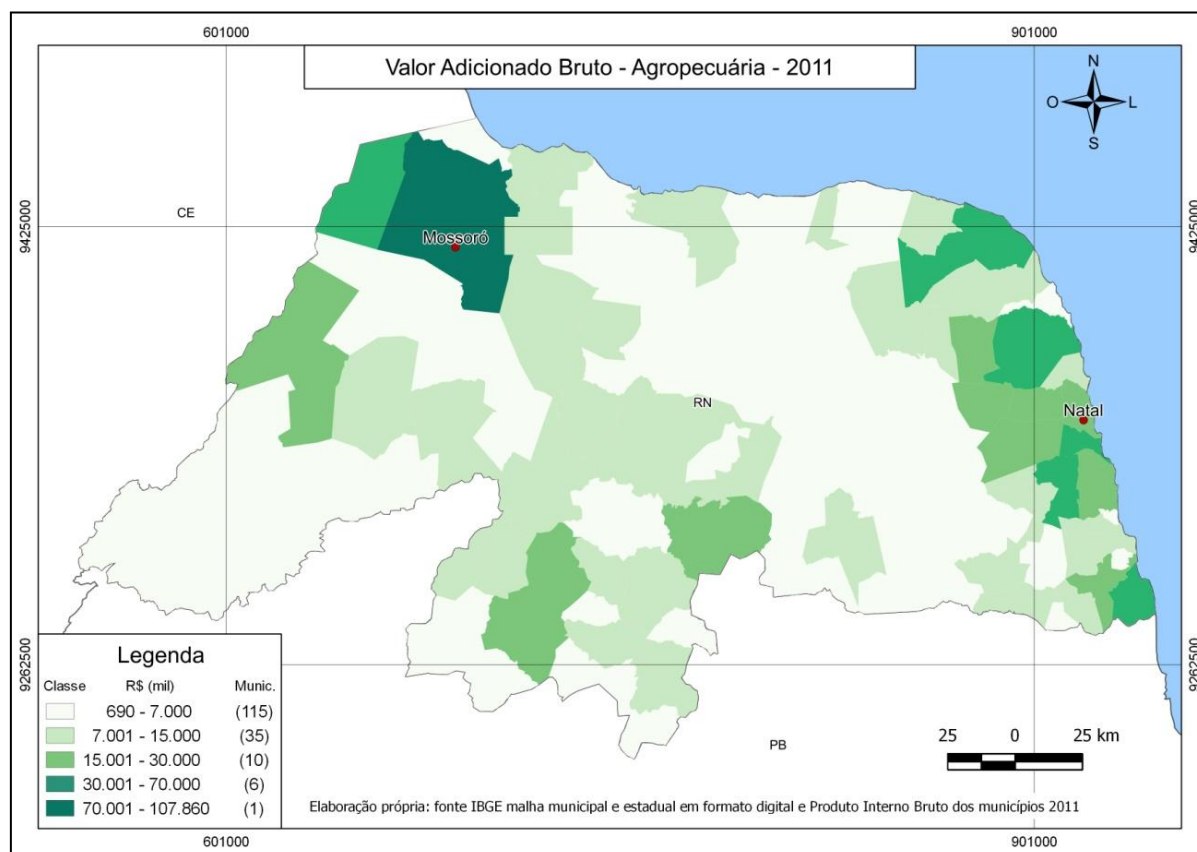 601000 901000
Valor Adicionado Bruto - Agropecuária - 2011
N
O L
S
CE
9425000 9425000
Mossoró
RN
Natal
9262500 9262500
Legenda
Classe R$ (mil) Munic.
690 - 7.000 (115)
7.001 - 15.000 (35)
15.001 - 30.000 (10)
30.001 - 70.000 (6)
70.001 - 107.860 (1)
PB
25 0 25 km
Elaboração própria: fonte IBGE malha municipal e estadual em formato digital e Produto Interno Bruto dos municípios 2011
601000 901000